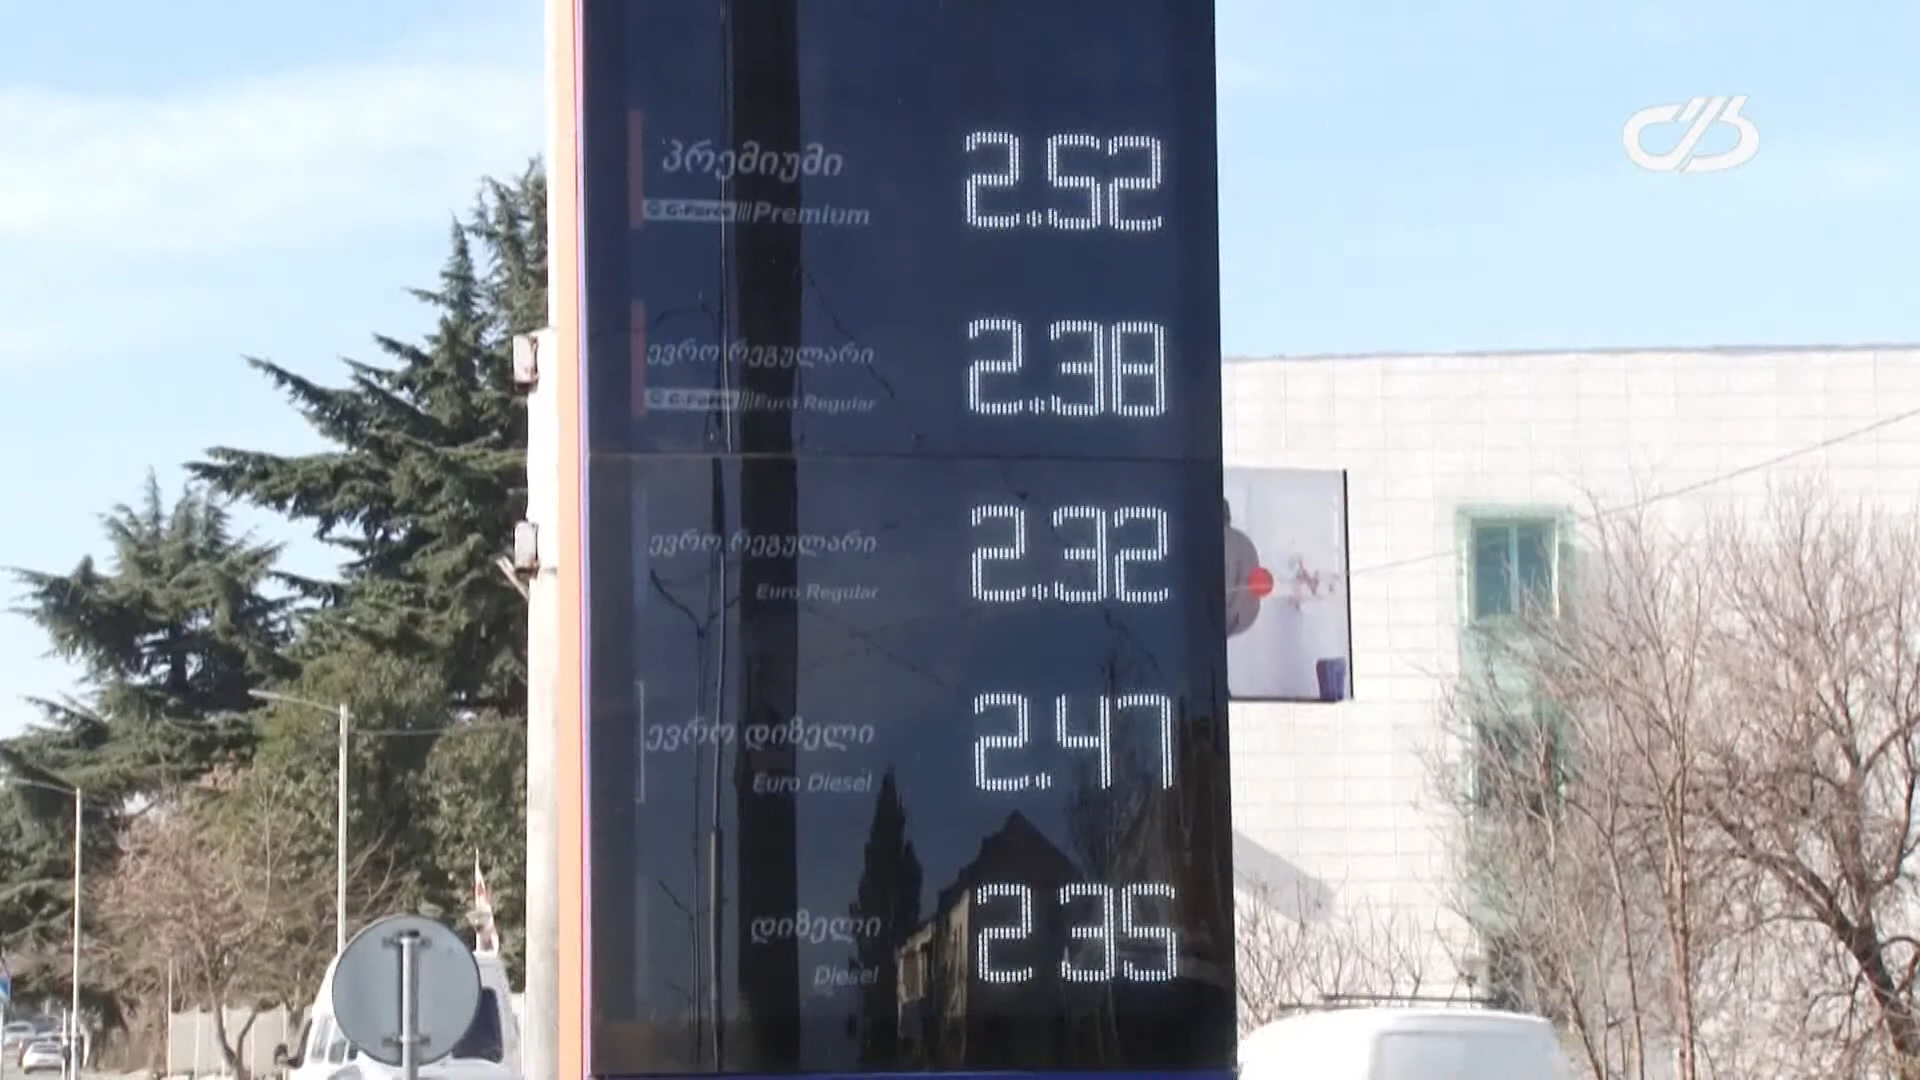 პრემიუმი 2.52
G-Force Premium
ევრო რეგულარი 2.38
G-Force Euro Regular
ევრო რეგულარი 2.32
Euro Regular
ევრო დიზელი 2.47
Euro Diesel
დიზელი 2 35
Diesel